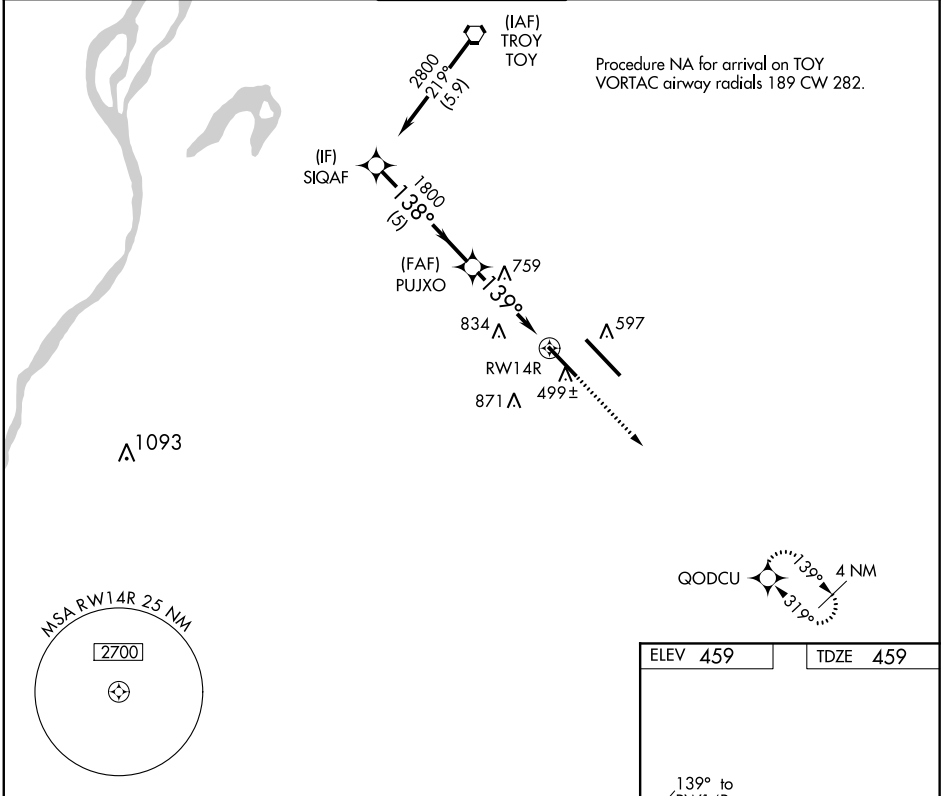 (IAF)
TROY
TOY
Procedure NA for arrival on TOY
VORTAC airway radials 189 CW 282.
2800
219°
(5.9)
(IF)
SIQAF
1800
138°
(5)
(FAF)
PUJXO
759
139°
834
597
RW14R
499±
871
1093
QODCU
139°
4 NM
319°
MSA RW14R 25 NM
2700
ELEV 459
TDZE 459
139° to